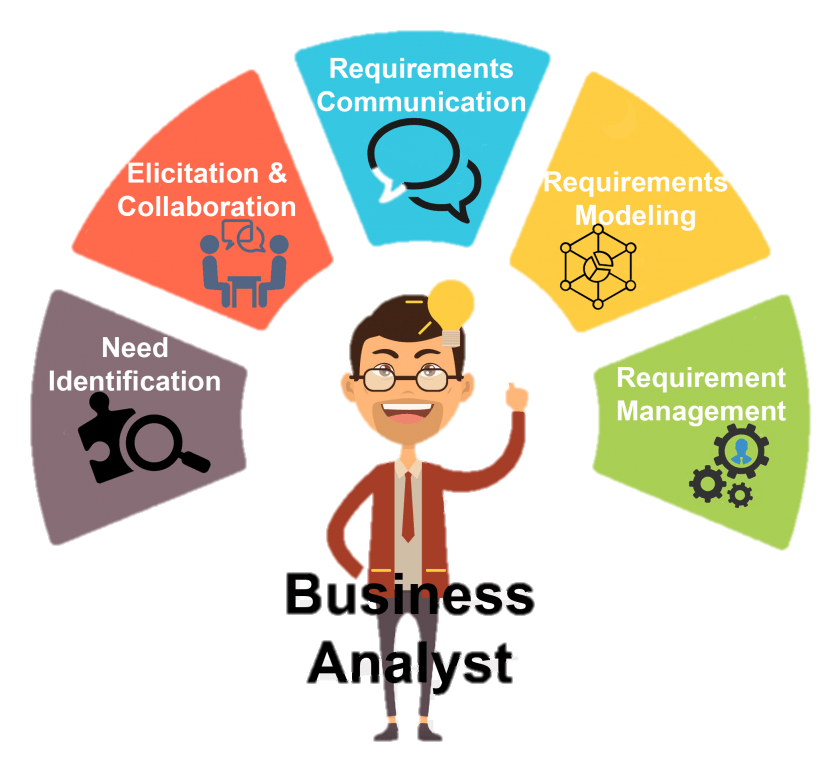 Need
Identification
Elicitation &
Collaboration
Requirements
Communication
Requirements
Modeling
Requirement
Management
Business
Analyst